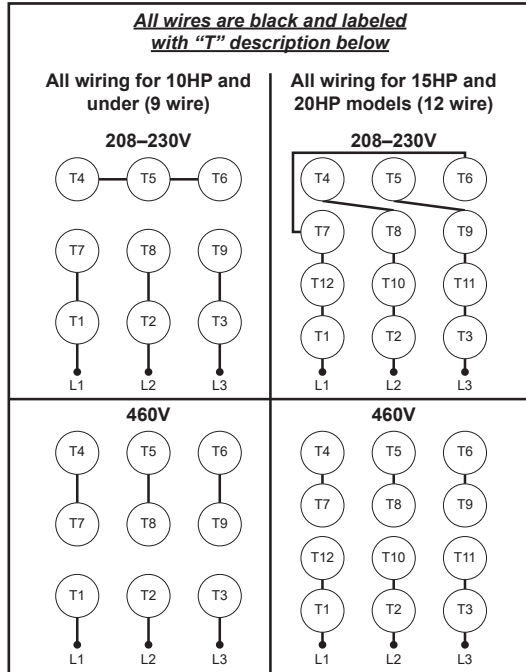 All wires are black and labeled
with “T” description below
All wiring for 10HP and
under (9 wire)
208–230V
T4 T5 T6
T7 T8 T9
T1 T2 T3
L1 L2 L3
All wiring for 15HP and
20HP models (12 wire)
208–230V
T4 T5 T6
T7 T8 T9
T12 T10 T11
T1 T2 T3
L1 L2 L3
460V
T4 T5 T6
T7 T8 T9
T1 T2 T3
L1 L2 L3
460V
T4 T5 T6
T7 T8 T9
T12 T10 T11
T1 T2 T3
L1 L2 L3